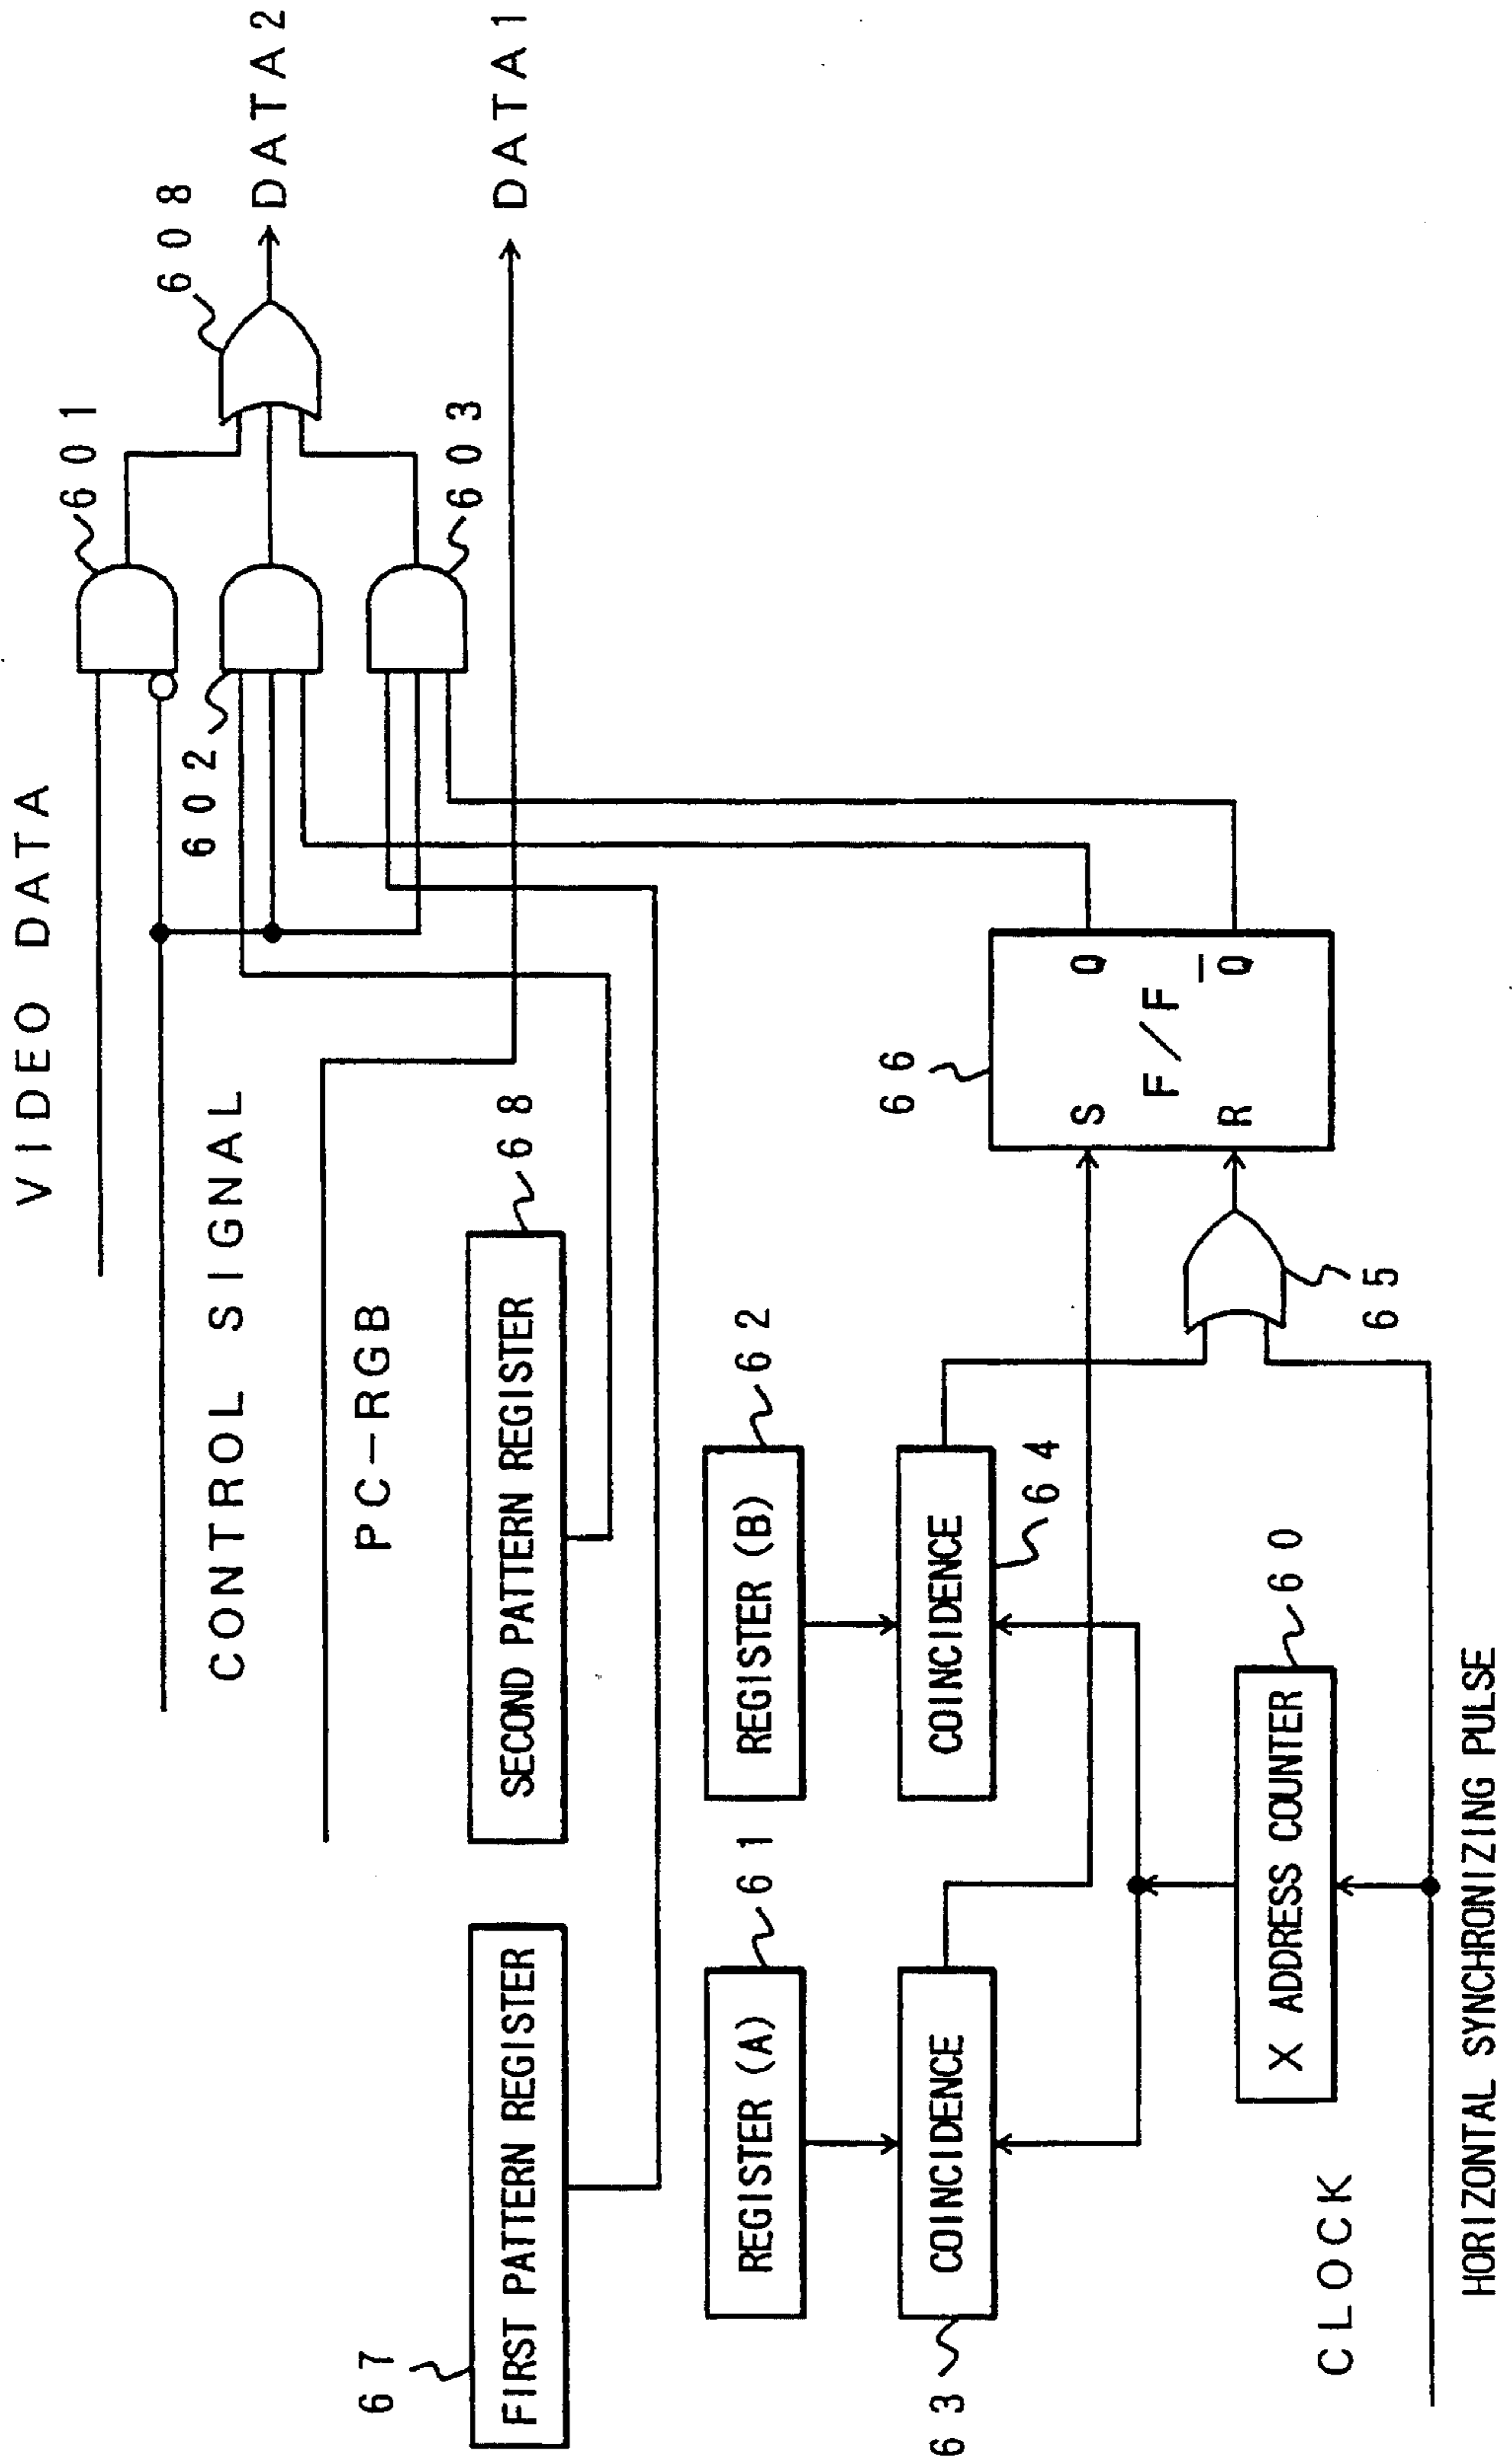 VIDEO DATA
CONTROL SIGNAL
PC-RGB
601
602
603
608
DATA2
DATA1
67
FIRST PATTERN REGISTER
SECOND PATTERN REGISTER
68
REGISTER (A)
61
REGISTER (B)
62
63
COINCIDENCE
COINCIDENCE
64
66
S
Q
F/F
R
Q̅
65
X ADDRESS COUNTER
60
CLOCK
HORIZONTAL SYNCHRONIZING PULSE